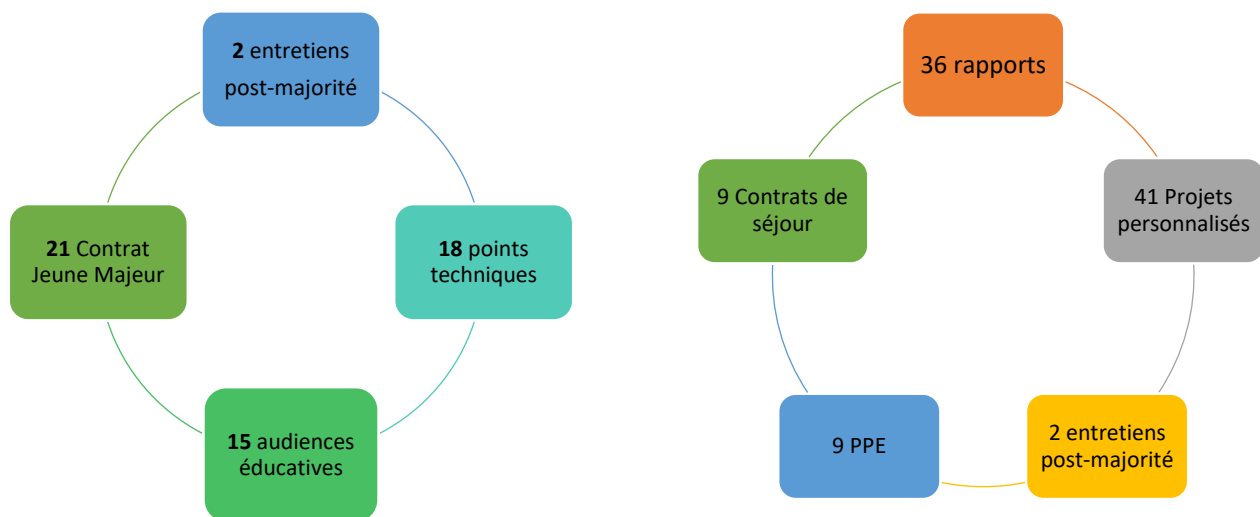 2 entretiens
post-majorité
18 points
techniques
15 audiences
éducatives
21 Contrat
Jeune Majeur
36 rapports
41 Projets
personnalisés
2 entretiens
post-majorité
9 PPE
9 Contrats de
séjour